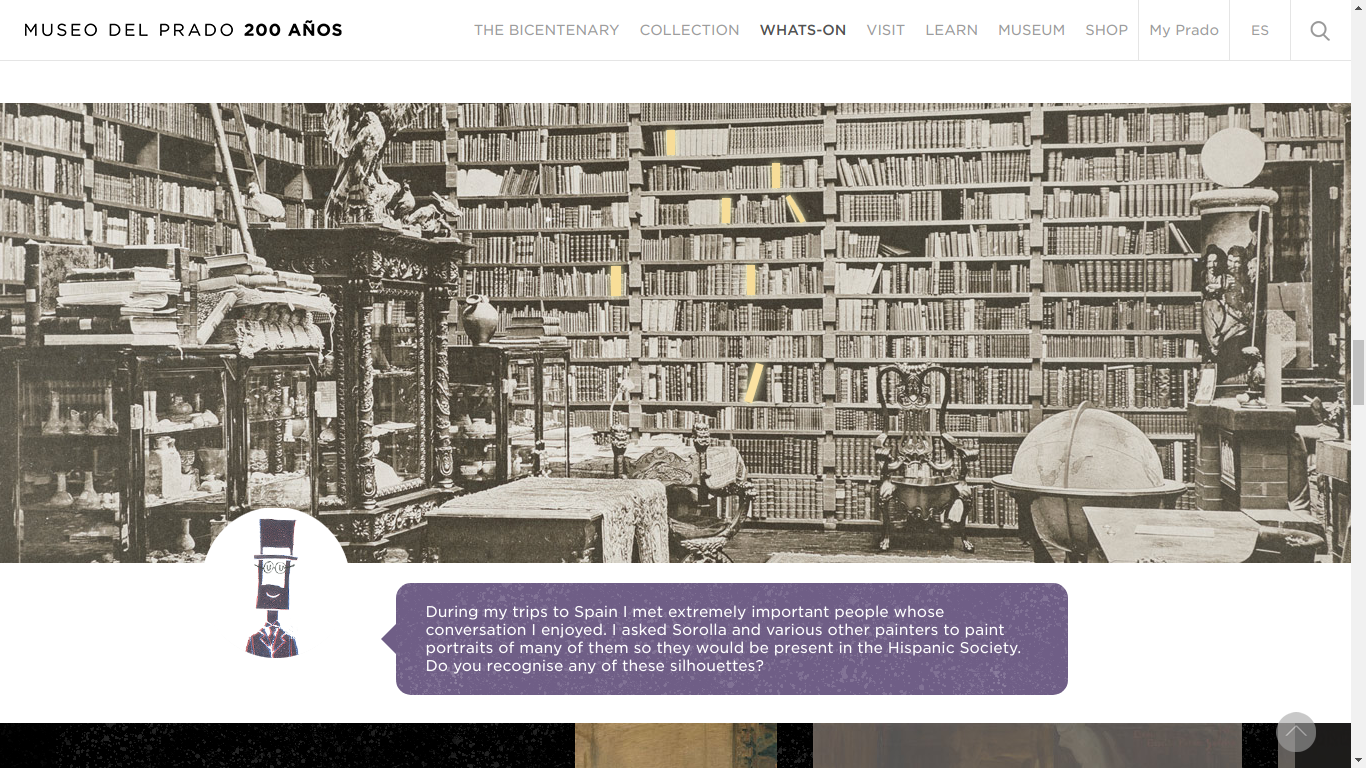 MUSEO DEL PRADO 200 AÑOS
THE BICENTENARY COLLECTION WHATS-ON VISIT LEARN MUSEUM SHOP My Prado ES
During my trips to Spain I met extremely important people whose
conversation I enjoyed. I asked Sorolla and various other painters to paint
portraits of many of them so they would be present in the Hispanic Society.
Do you recognise any of these silhouettes?